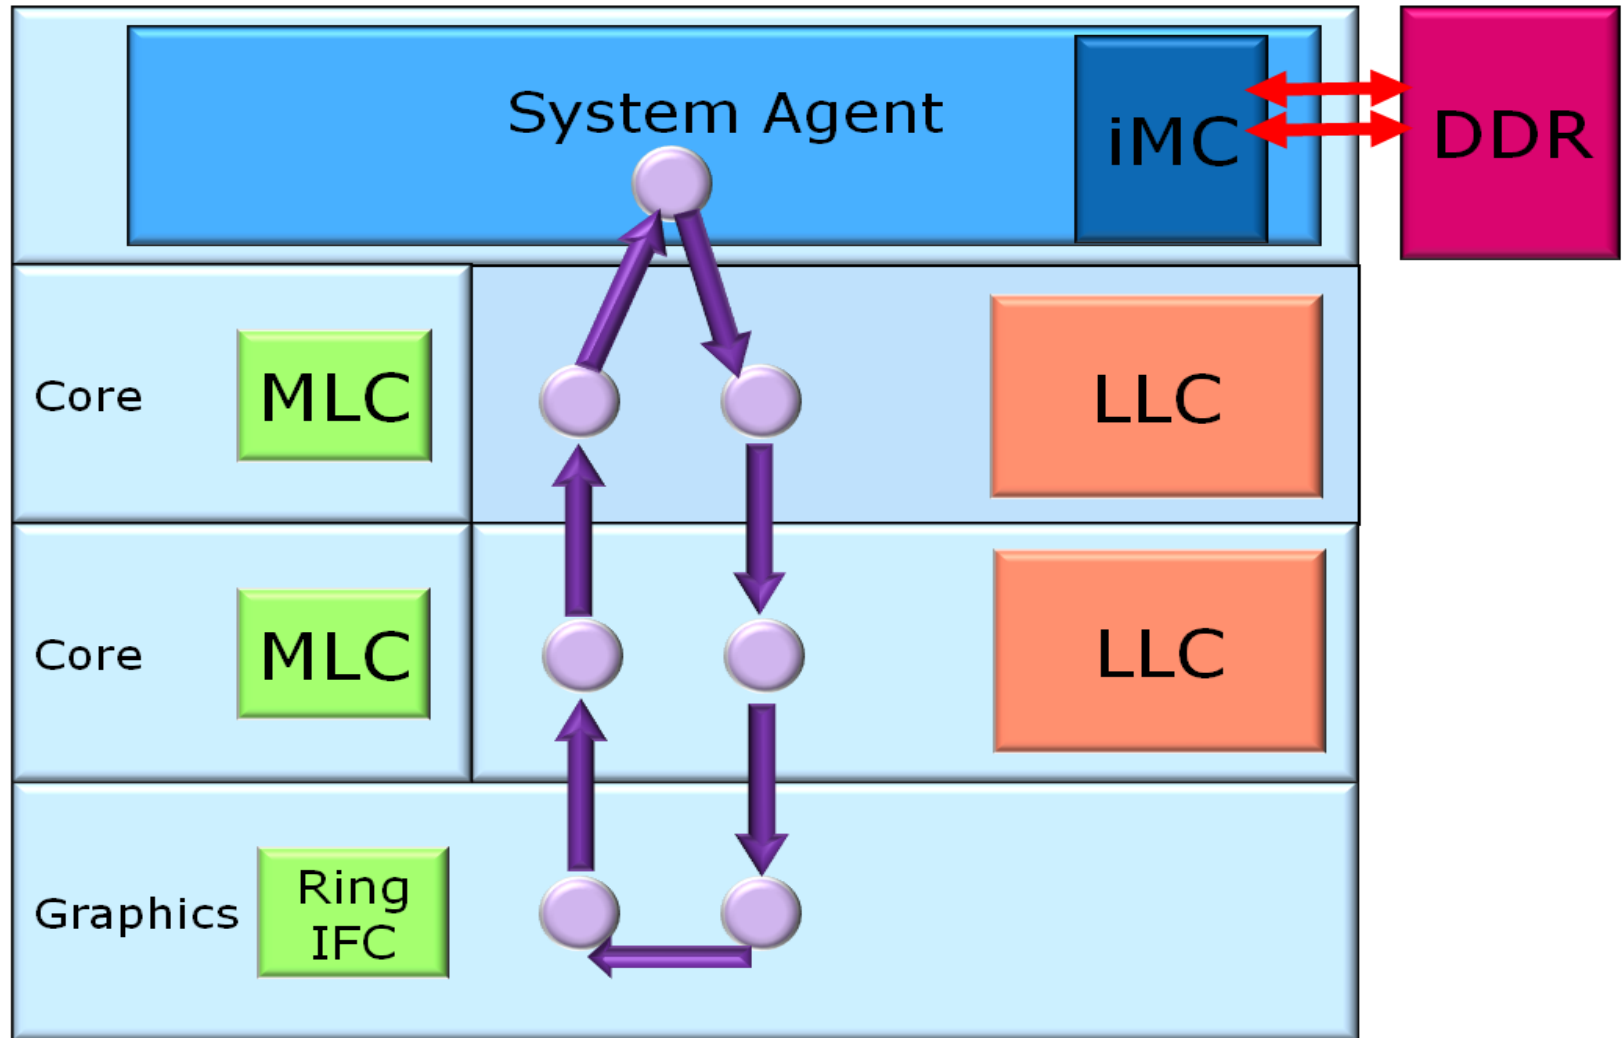 System Agent
iMC
DDR
Core
MLC
LLC
Core
MLC
LLC
Graphics
Ring
IFC